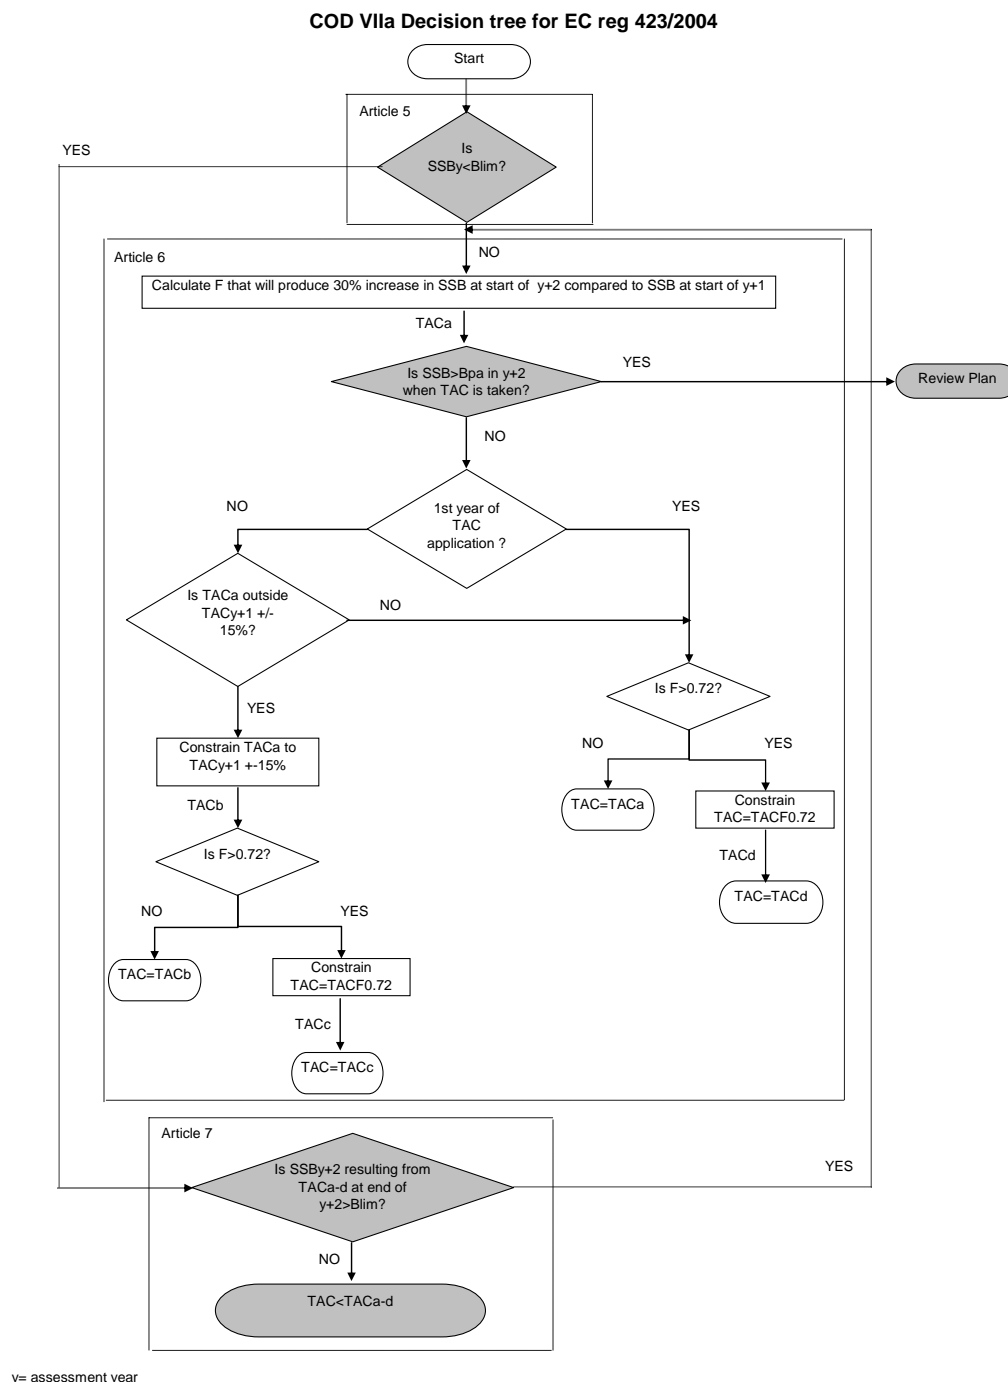 COD VIIa Decision tree for EC reg 423/2004
Start
Article 5
Is
SSBy<Blim?
YES
NO
Article 6
Calculate F that will produce 30% increase in SSB at start of y+2 compared to SSB at start of y+1
TACa
Is SSB>Bpa in y+2
when TAC is taken?
YES
Review Plan
NO
1st year of
TAC
application ?
NO
YES
Is TACa outside
TACy+1 +/-
15%?
NO
Is F>0.72?
YES
Constrain TACa to
TACy+1 +-15%
NO
YES
TAC=TACa
Constrain
TAC=TACF0.72
TACb
Is F>0.72?
TACd
TAC=TACd
NO
YES
TAC=TACb
Constrain
TAC=TACF0.72
TACc
TAC=TACc
Article 7
Is SSBy+2 resulting from
TACa-d at end of
y+2>Blim?
YES
NO
TAC<TACa-d
y= assessment year